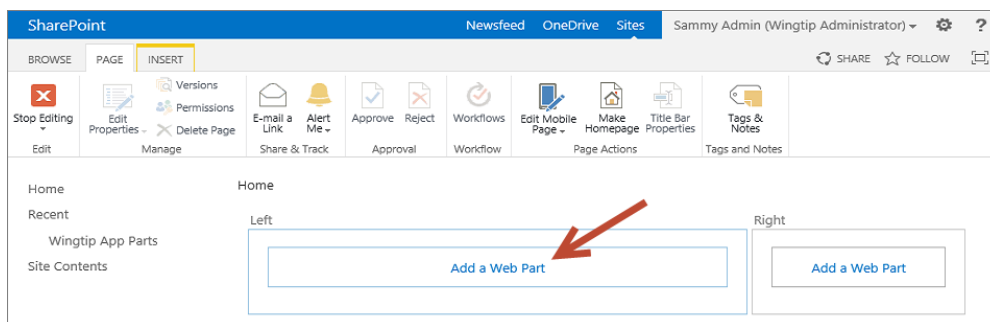 SharePoint Newsfeed OneDrive Sites Sammy Admin (Wingtip Administrator) ?
BROWSE PAGE INSERT SHARE FOLLOW
Versions
Permissions
Delete Page
Stop Editing
Edit
Properties
E-mail a
Link
Alert
Me
Approve Reject
Workflows
Edit Mobile
Page
Make
Homepage
Title Bar
Properties
Tags &
Notes
Edit Manage Share & Track Approval Workflow Page Actions Tags and Notes
Home
Recent
Wingtip App Parts
Site Contents
Home
Left
Add a Web Part
Right
Add a Web Part